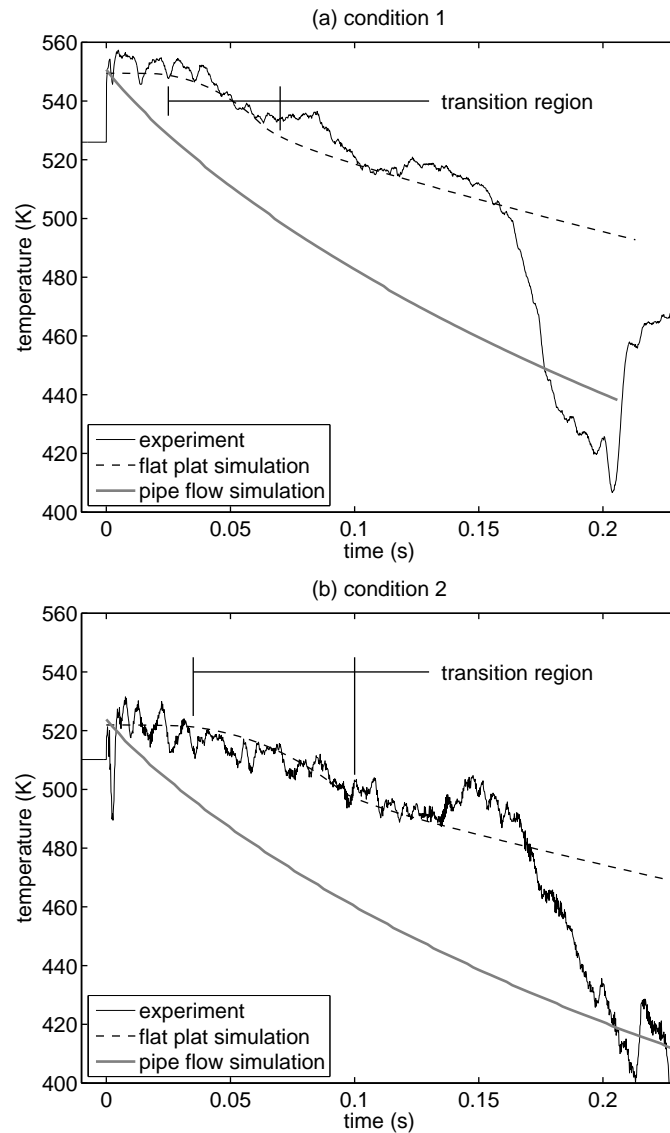 (a) condition 1
560
540
520
500
480
460
440
420
400
temperature (K)
transition region
experiment
flat plat simulation
pipe flow simulation
0 0.05 0.1 0.15 0.2
time (s)
(b) condition 2
560
540
520
500
480
460
440
420
400
temperature (K)
transition region
experiment
flat plat simulation
pipe flow simulation
0 0.05 0.1 0.15 0.2
time (s)